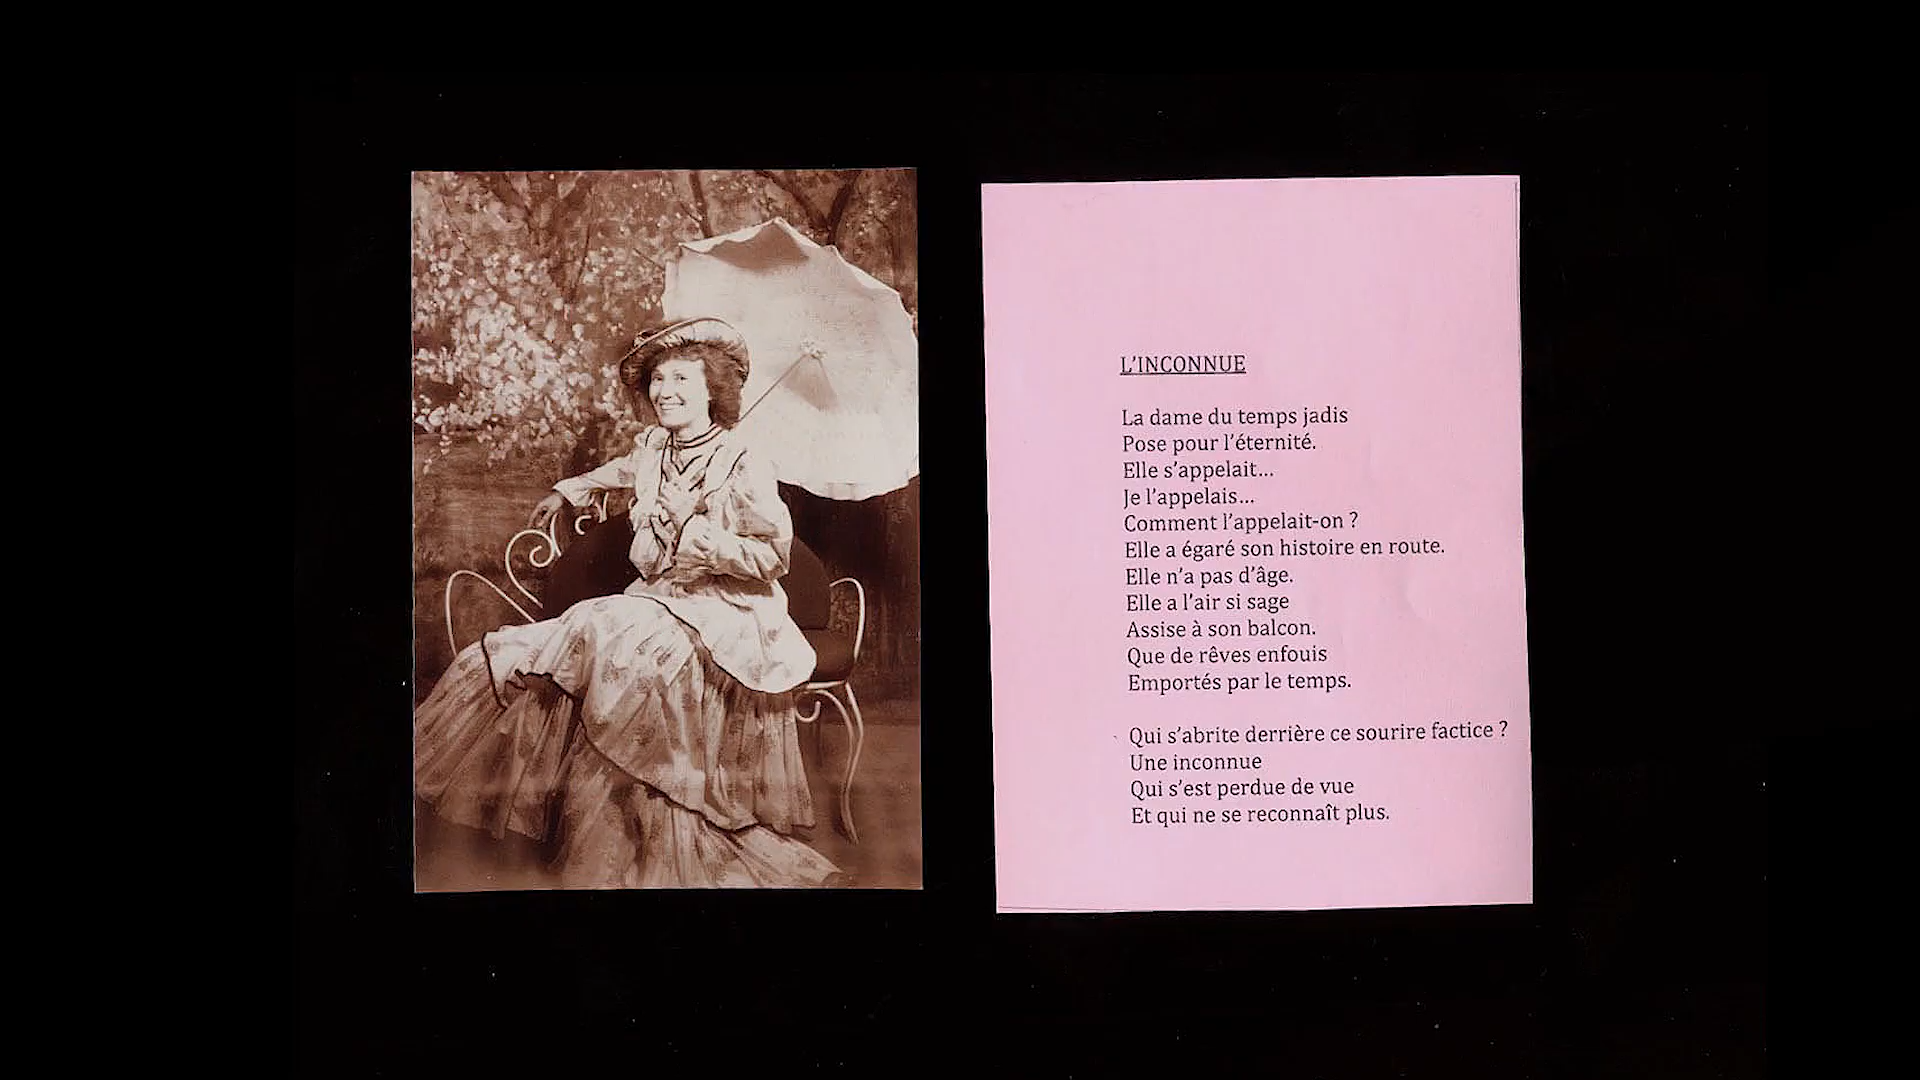 L'INCONNUE
La dame du temps jadis
Pose pour l'éternité.
Elle s'appelait...
Je l'appelais...
Comment l'appelait-on ?
Elle a égaré son histoire en route.
Elle n'a pas d'âge.
Elle a l'air si sage
Assise à son balcon.
Que de rêves enfouis
Emportés par le temps.
Qui s'abrite derrière ce sourire factice ?
Une inconnue
Qui s'est perdue de vue
Et qui ne se reconnaît plus.